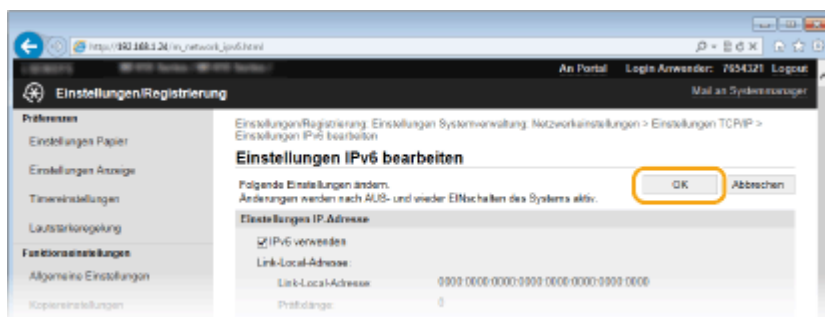 http://192.168.1.24/m_network_ipv6.html
An Portal Login Anwender: 7654321 Logout
Einstellungen/Registrierung
Mail an Systemmanager
Präferenzen
Einstellungen Papier
Einstellungen Anzeige
Timereinstellungen
Lautstärkeregelung
Funktionseinstellungen
Allgemeine Einstellungen
Kopiereinstellungen
Einstellungen/Registrierung: Einstellungen Systemverwaltung: Netzwerkeinstellungen > Einstellungen TCP/IP >
Einstellungen IPv6 bearbeiten
Einstellungen IPv6 bearbeiten
Folgende Einstellungen ändern.
Änderungen werden nach AUS- und wieder EINschalten des Systems aktiv.
OK Abbrechen
Einstellungen IP-Adresse
IPv6 verwenden
Link-Local-Adresse:
Link-Local-Adresse: 0000:0000:0000:0000:0000:0000:0000:0000
Präfixlänge: 0